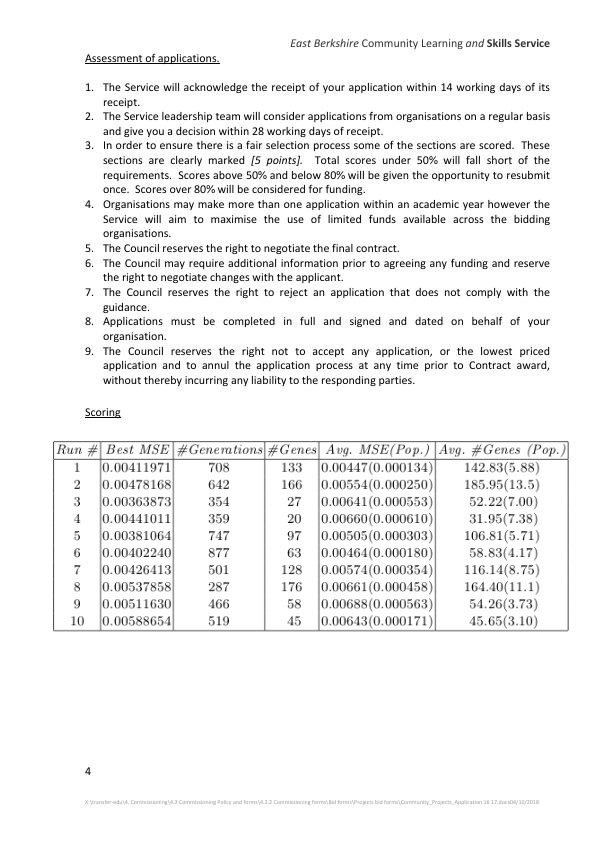 East Berkshire Community Learning and Skills Service
Assessment of applications.
1. The Service will acknowledge the receipt of your application within 14 working days of its
receipt.
2. The Service leadership team will consider applications from organisations on a regular basis
and give you a decision within 28 working days of receipt.
3. In order to ensure there is a fair selection process some of the sections are scored. These
sections are clearly marked [5 points]. Total scores under 50% will fall short of the
requirements. Scores above 50% and below 80% will be given the opportunity to resubmit
once. Scores over 80% will be considered for funding.
4. Organisations may make more than one application within an academic year however the
Service will aim to maximise the use of limited funds available across the bidding
organisations.
5. The Council reserves the right to negotiate the final contract.
6. The Council may require additional information prior to agreeing any funding and reserve
the right to negotiate changes with the applicant.
7. The Council reserves the right to reject an application that does not comply with the
guidance.
8. Applications must be completed in full and signed and dated on behalf of your
organisation.
9. The Council reserves the right not to accept any application, or the lowest priced
application and to annul the application process at any time prior to Contract award,
without thereby incurring any liability to the responding parties.
Scoring
Run # Best MSE #Generations #Genes Avg. MSE(Pop.) Avg. #Genes (Pop.)
1 0.00411971 708 133 0.00447(0.000134) 142.83(5.88)
2 0.00478168 642 166 0.00554(0.000250) 185.95(13.5)
3 0.00363873 354 27 0.00641(0.000553) 52.22(7.00)
4 0.00441011 359 20 0.00660(0.000610) 31.95(7.38)
5 0.00381064 747 97 0.00505(0.000303) 106.81(5.71)
6 0.00402240 877 63 0.00464(0.000180) 58.83(4.17)
7 0.00426413 501 128 0.00574(0.000354) 116.14(8.75)
8 0.00537858 287 176 0.00661(0.000458) 164.40(11.1)
9 0.00511630 466 58 0.00688(0.000563) 54.26(3.73)
10 0.00588654 519 45 0.00643(0.000171) 45.65(3.10)
4
X:\transfer-edu\4. Commissioning\4.2 Commissioning Policy and forms\4.2.2 Commissioning forms\Bid forms\Projects bid forms\Community_Projects_Application 16 17.docx04/10/2018